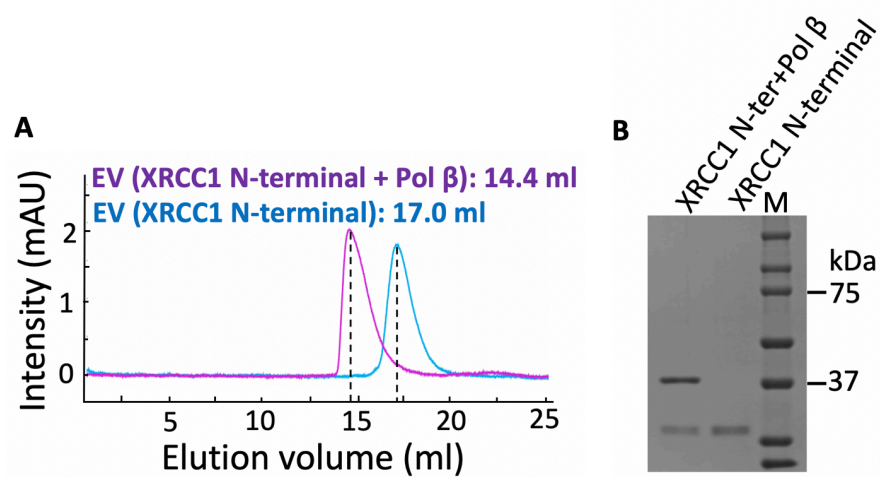 A
EV (XRCC1 N-terminal + Pol β): 14.4 ml
EV (XRCC1 N-terminal): 17.0 ml
Intensity (mAU)
2
1
0
5 10 15 20 25
Elution volume (ml)
B
XRCC1 N-ter+Pol β
XRCC1 N-terminal
M
kDa
75
37